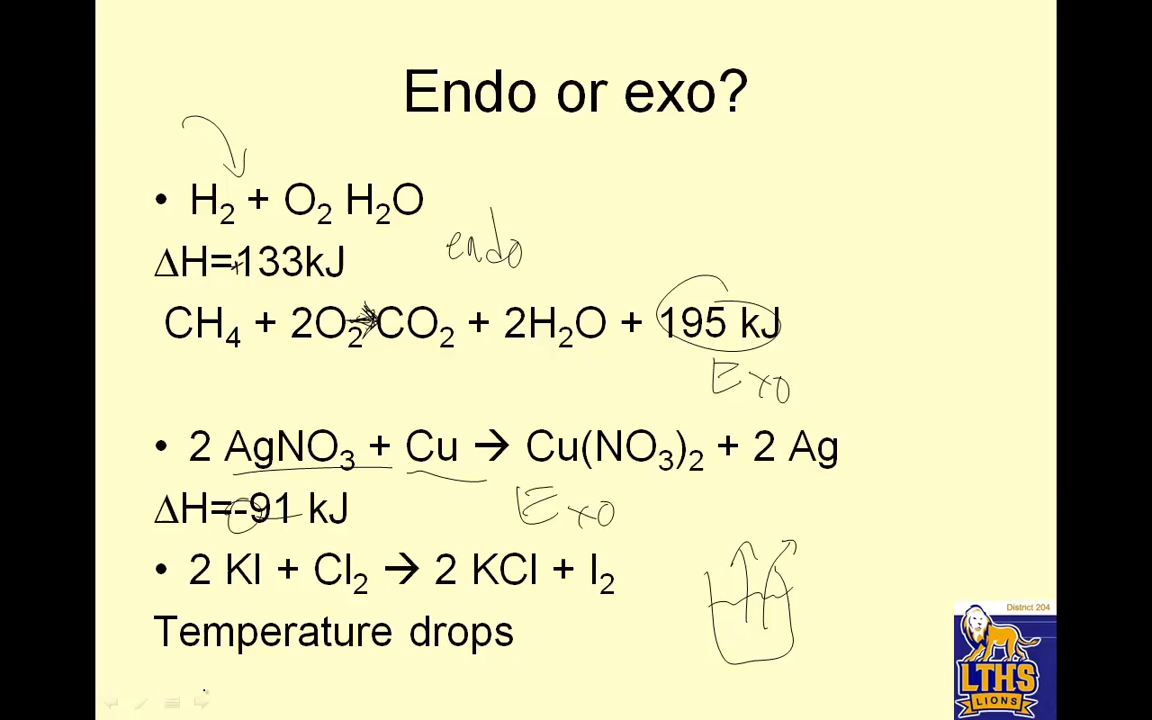 Endo or exo?
• H₂ + O₂ H₂O
endo
∆H=+133kJ
CH₄ + 2O₂→CO₂ + 2H₂O + 195 kJ
Exo
• 2 AgNO₃ + Cu → Cu(NO₃)₂ + 2 Ag
∆H=-91 kJ
Exo
• 2 KI + Cl₂ → 2 KCl + I₂
Temperature drops
District 204
LTHS
LIONS